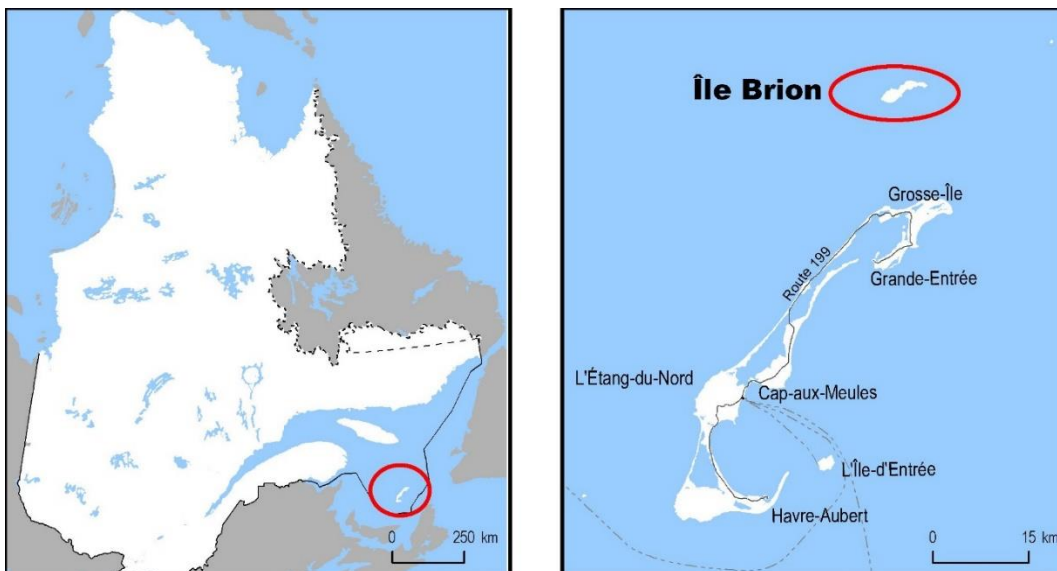 0 250 km
Île Brion
Grosse-Île
Route 199
Grande-Entrée
L'Étang-du-Nord
Cap-aux-Meules
L'Île-d'Entrée
Havre-Aubert
0 15 km